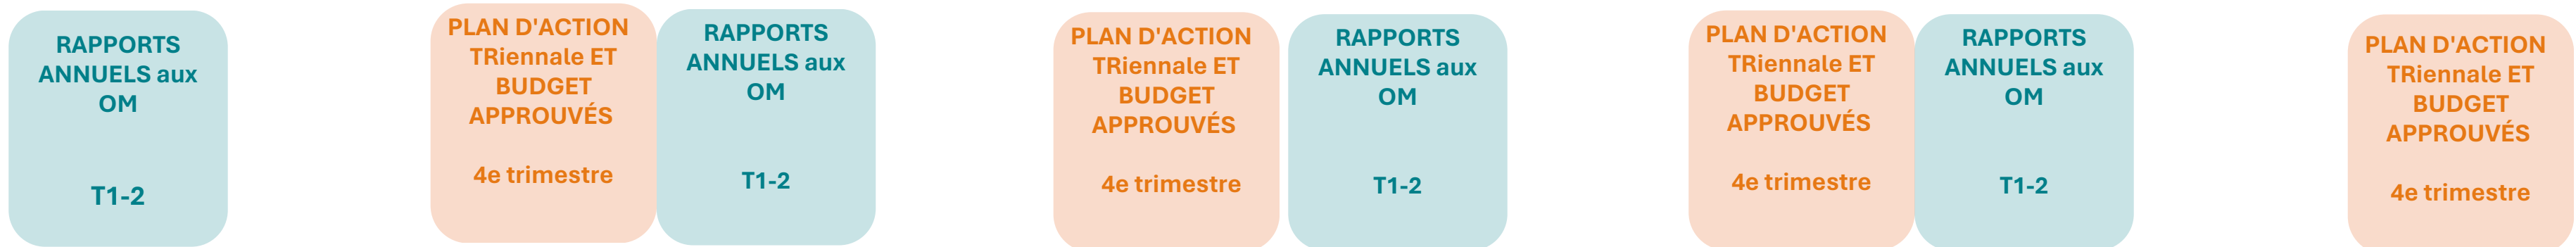 RAPPORTS
ANNUELS aux
OM
T1-2
PLAN D'ACTION
TRiennale ET
BUDGET
APPROUVÉS
4e trimestre
RAPPORTS
ANNUELS aux
OM
T1-2
PLAN D'ACTION
TRiennale ET
BUDGET
APPROUVÉS
4e trimestre
RAPPORTS
ANNUELS aux
OM
T1-2
PLAN D'ACTION
TRiennale ET
BUDGET
APPROUVÉS
4e trimestre
RAPPORTS
ANNUELS aux
OM
T1-2
PLAN D'ACTION
TRiennale ET
BUDGET
APPROUVÉS
4e trimestre